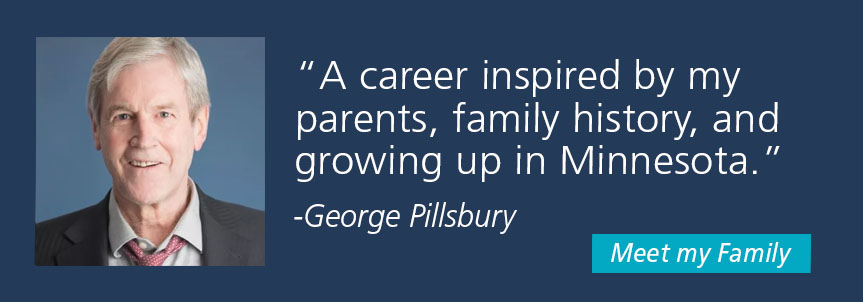 “A career inspired by my
parents, family history, and
growing up in Minnesota.”
-George Pillsbury
Meet my Family